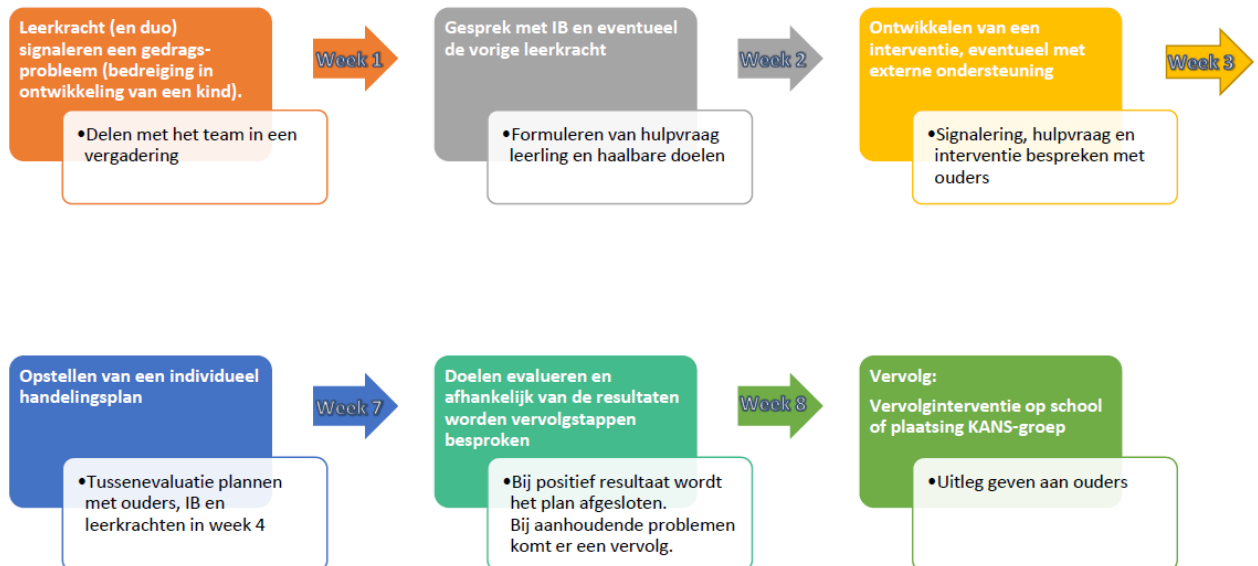 Leerkracht (en duo)
signaleren een gedrags-
probleem (bedreiging in
ontwikkeling van een kind).
•Delen met het team in een
vergadering
Week 1
Gesprek met IB en eventueel
de vorige leerkracht
•Formuleren van hulpvraag
leerling en haalbare doelen
Week 2
Ontwikkelen van een
interventie, eventueel met
externe ondersteuning
•Signalering, hulpvraag en
interventie bespreken met
ouders
Week 3
Opstellen van een individueel
handelingsplan
•Tussenevaluatie plannen
met ouders, IB en
leerkrachten in week 4
Week 7
Doelen evalueren en
afhankelijk van de resultaten
worden vervolgstappen
besproken
•Bij positief resultaat wordt
het plan afgesloten.
Bij aanhoudende problemen
komt er een vervolg.
Week 8
Vervolg:
Vervolginterventie op school
of plaatsing KANS-groep
•Uitleg geven aan ouders